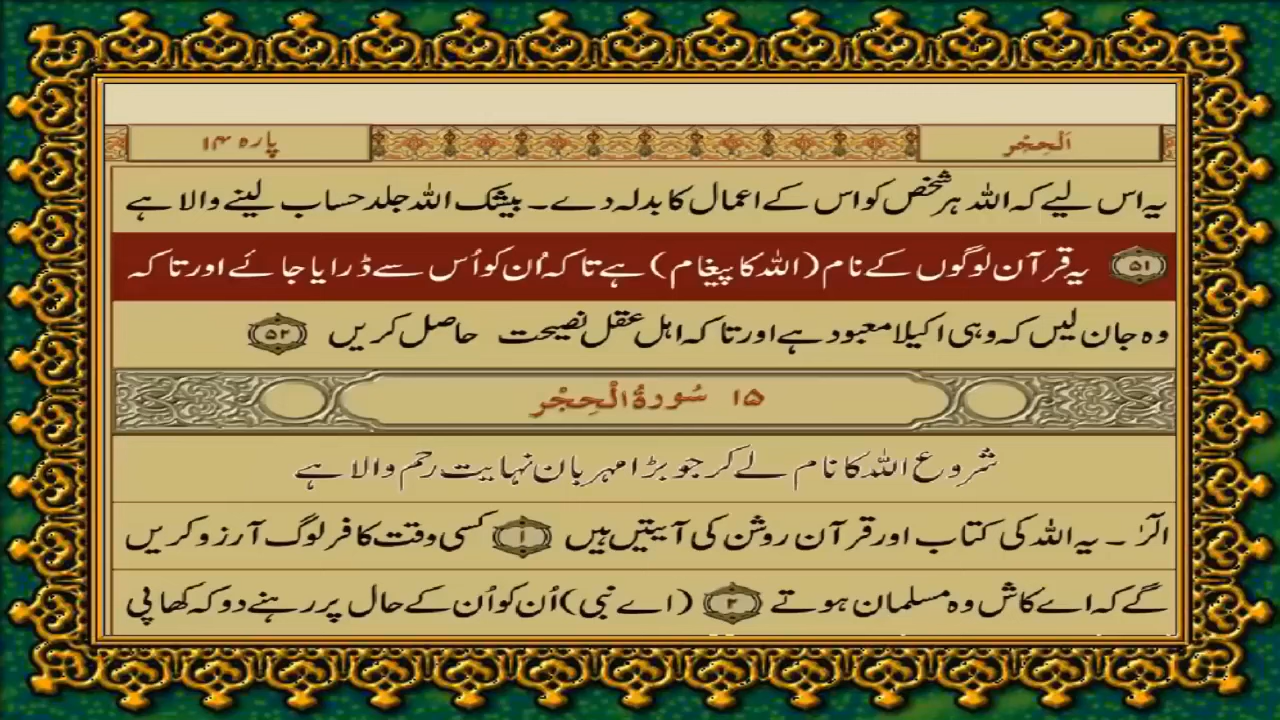 اَلۡحِجۡر
پارہ ۱۴
یہ اس لیے کہ اللہ ہر شخص کو اس کے اعمال کا بدلہ دے۔ بیشک اللہ جلد حساب لینے والا ہے
۵۱ یہ قرآن لوگوں کے نام (اللہ کا پیغام) ہے تاکہ اُن کو اُس سے ڈرایا جائے اور تاکہ
وہ جان لیں کہ وہی اکیلا معبود ہے اور تاکہ اہل عقل نصیحت حاصل کریں ۵۲
۱۵ سُورۃُ الۡحِجۡر
شروع اللہ کا نام لے کر جو بڑا مہربان نہایت رحم والا ہے
الٓرٰ۔ یہ اللہ کی کتاب اور قرآن روشن کی آیتیں ہیں ۱ کسی وقت کافر لوگ آرزو کریں
گے کہ اے کاش وہ مسلمان ہوتے ۲ (اے نبی) اُن کو اُن کے حال پر رہنے دو کہ کھا پی